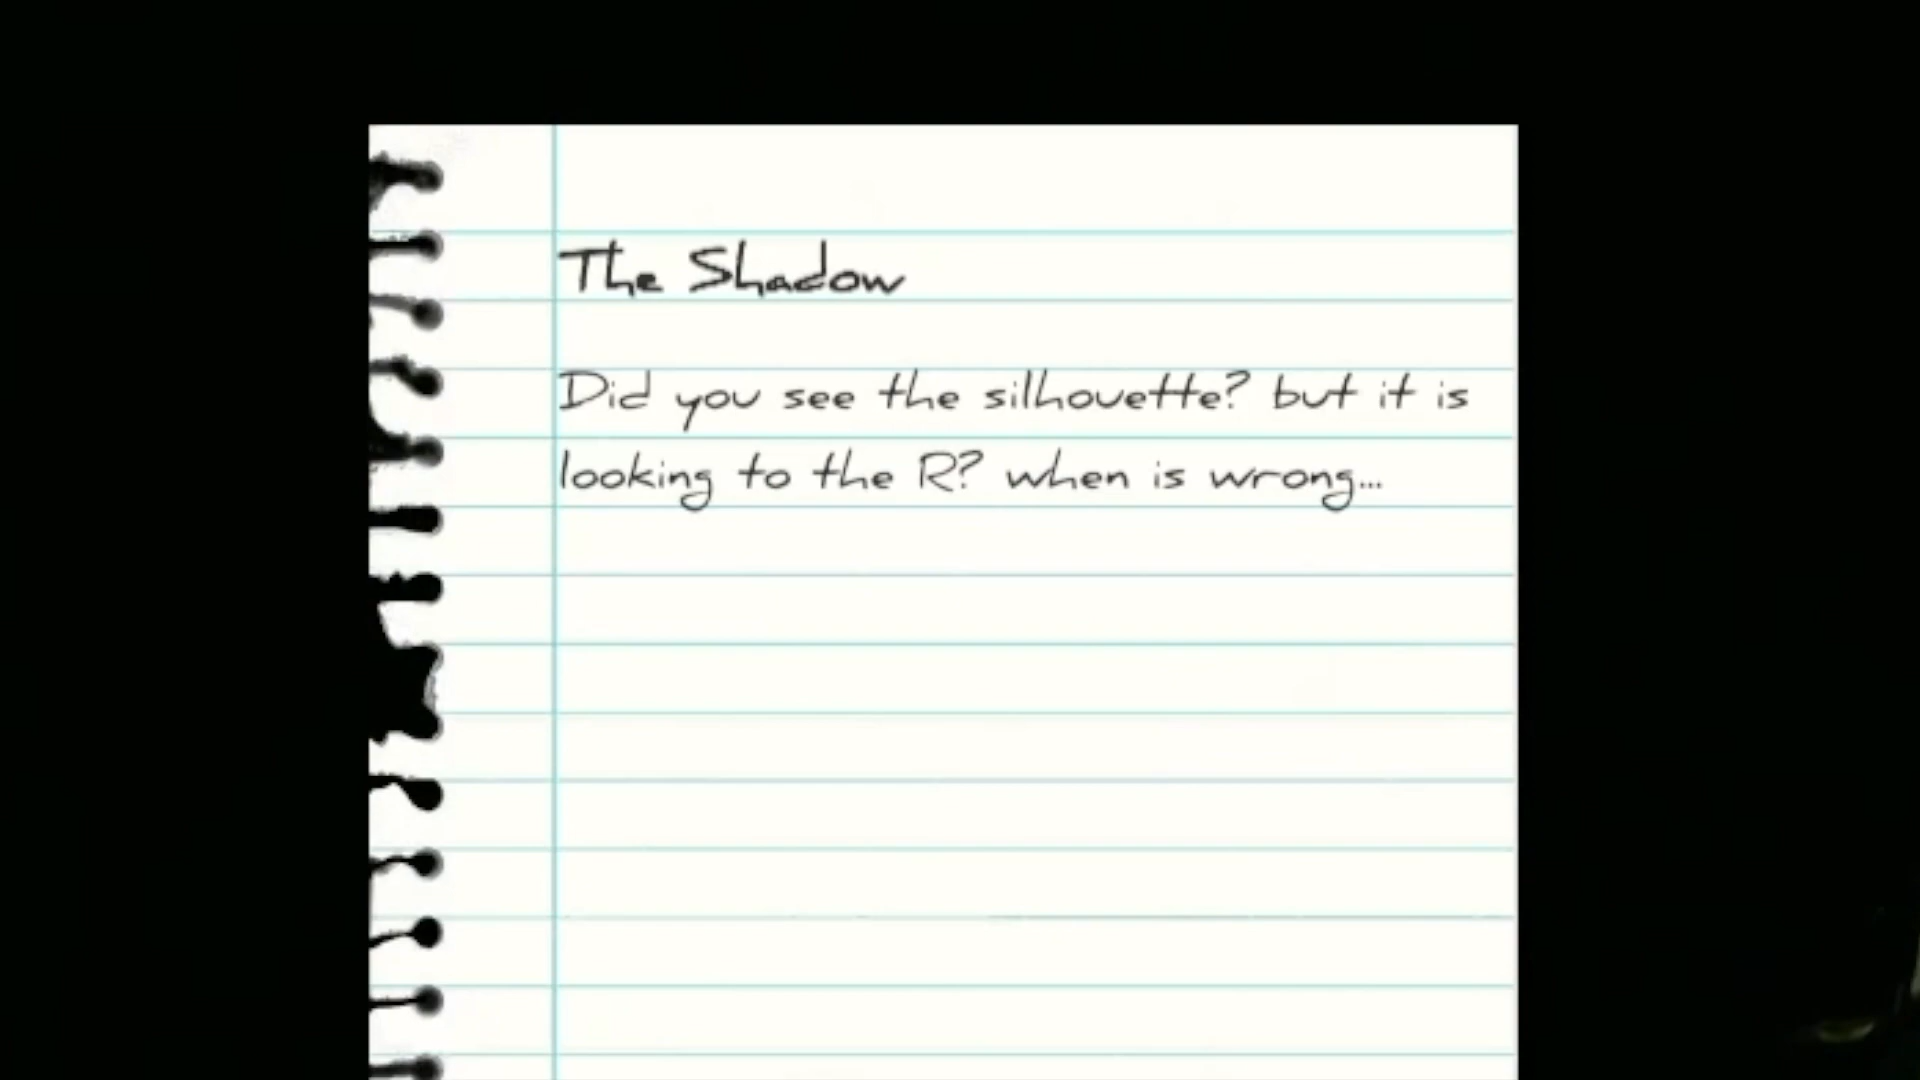 The Shadow
Did you see the silhouette? but it is
looking to the R? when is wrong...